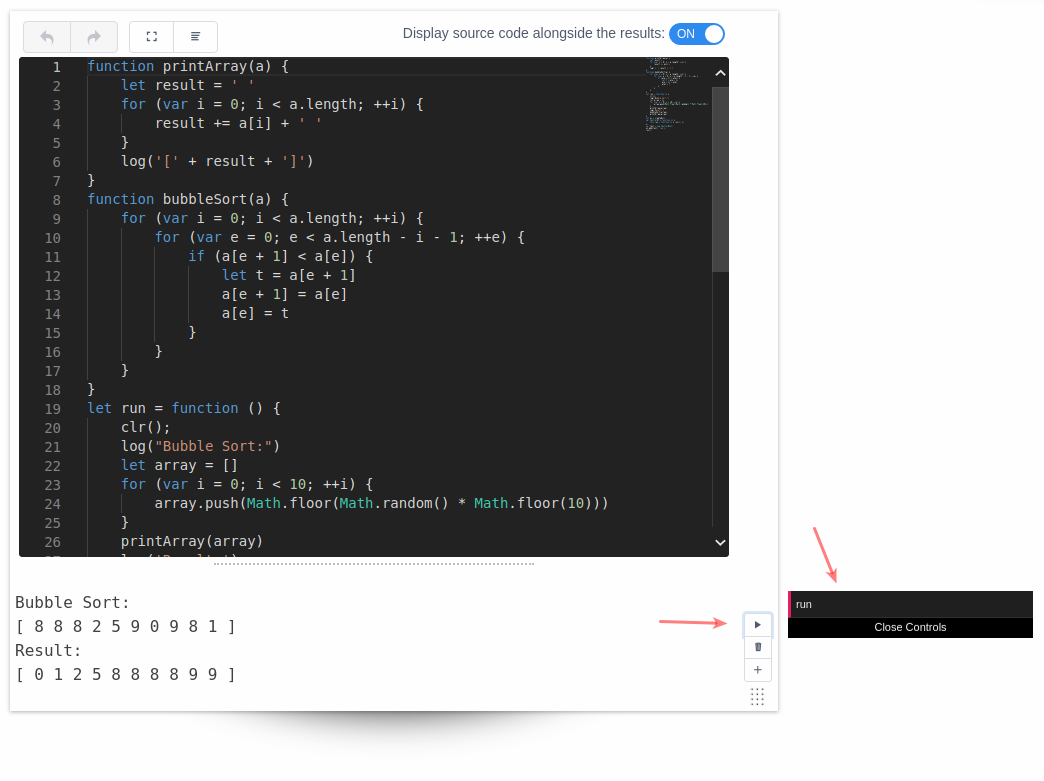 Display source code alongside the results: ON
1 function printArray(a) {
2 let result = ' '
3 for (var i = 0; i < a.length; ++i) {
4 result += a[i] + ' '
5 }
6 log('[' + result + ']')
7 }
8 function bubbleSort(a) {
9 for (var i = 0; i < a.length; ++i) {
10 for (var e = 0; e < a.length - i - 1; ++e) {
11 if (a[e + 1] < a[e]) {
12 let t = a[e + 1]
13 a[e + 1] = a[e]
14 a[e] = t
15 }
16 }
17 }
18 }
19 let run = function () {
20 clr();
21 log("Bubble Sort:")
22 let array = []
23 for (var i = 0; i < 10; ++i) {
24 array.push(Math.floor(Math.random() * Math.floor(10)))
25 }
26 printArray(array)
Bubble Sort:
[ 8 8 8 2 5 9 0 9 8 1 ]
Result:
[ 0 1 2 5 8 8 8 8 9 9 ]
run
Close Controls